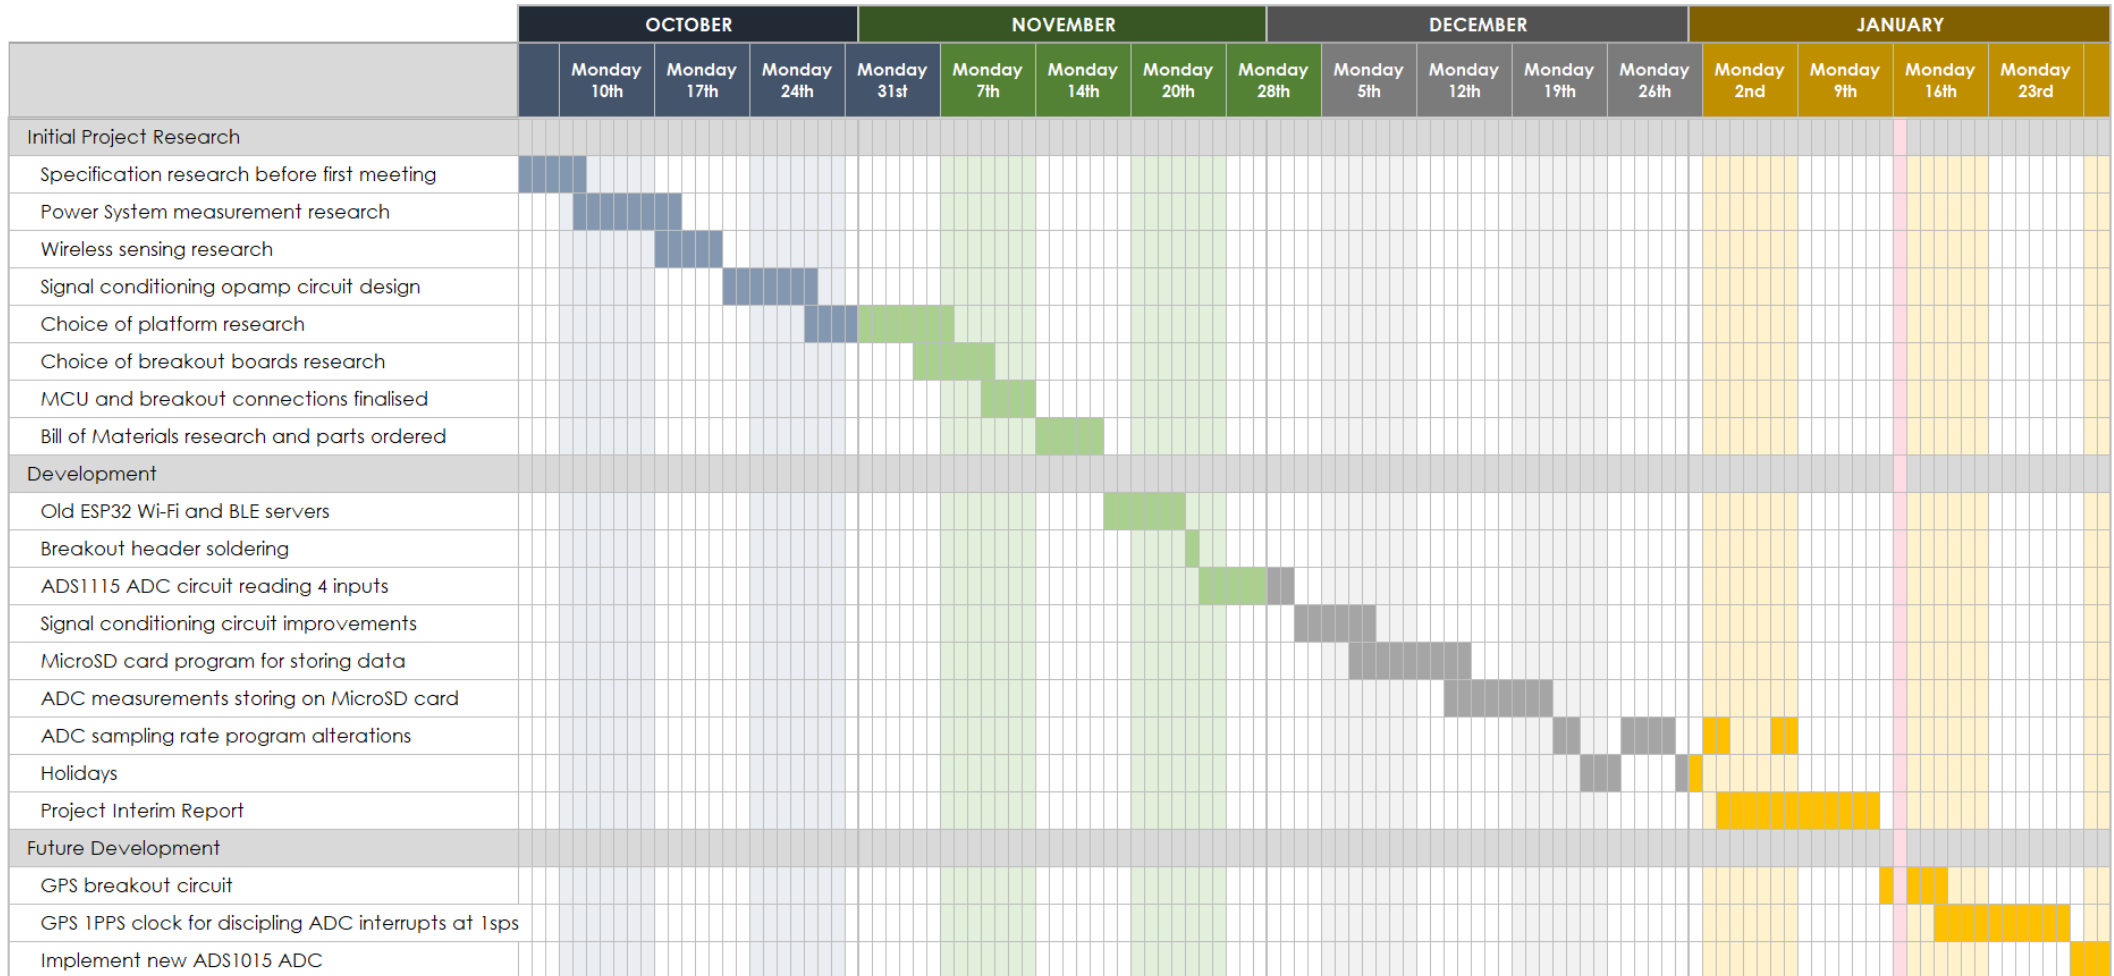 OCTOBER NOVEMBER DECEMBER JANUARY
Monday Monday Monday Monday Monday Monday Monday Monday Monday Monday Monday Monday Monday Monday Monday Monday
10th 17th 24th 31st 7th 14th 20th 28th 5th 12th 19th 26th 2nd 9th 16th 23rd
Initial Project Research
Specification research before first meeting
Power System measurement research
Wireless sensing research
Signal conditioning opamp circuit design
Choice of platform research
Choice of breakout boards research
MCU and breakout connections finalised
Bill of Materials research and parts ordered
Development
Old ESP32 Wi-Fi and BLE servers
Breakout header soldering
ADS1115 ADC circuit reading 4 inputs
Signal conditioning circuit improvements
MicroSD card program for storing data
ADC measurements storing on MicroSD card
ADC sampling rate program alterations
Holidays
Project Interim Report
Future Development
GPS breakout circuit
GPS 1PPS clock for discipling ADC interrupts at 1sps
Implement new ADS1015 ADC